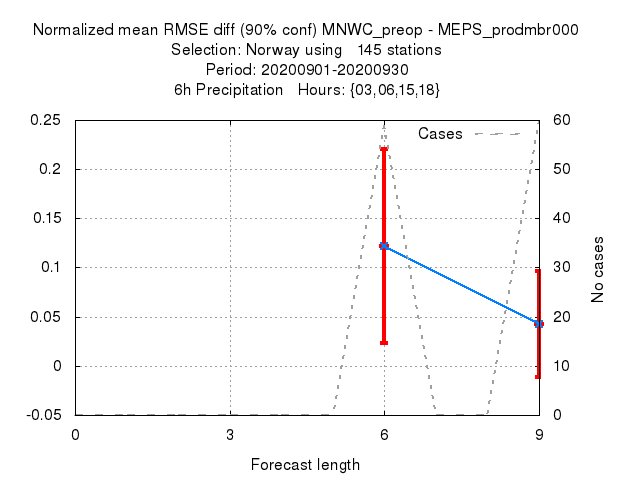 Normalized mean RMSE diff (90% conf) MNWC_preop - MEPS_prodmbr000
Selection: Norway using   145 stations
Period: 20200901-20200930
6h Precipitation   Hours: {03,06,15,18}
Cases
0.25
0.2
0.15
0.1
0.05
0
-0.05
60
50
40
30
20
10
0
No cases
0 3 6 9
Forecast length